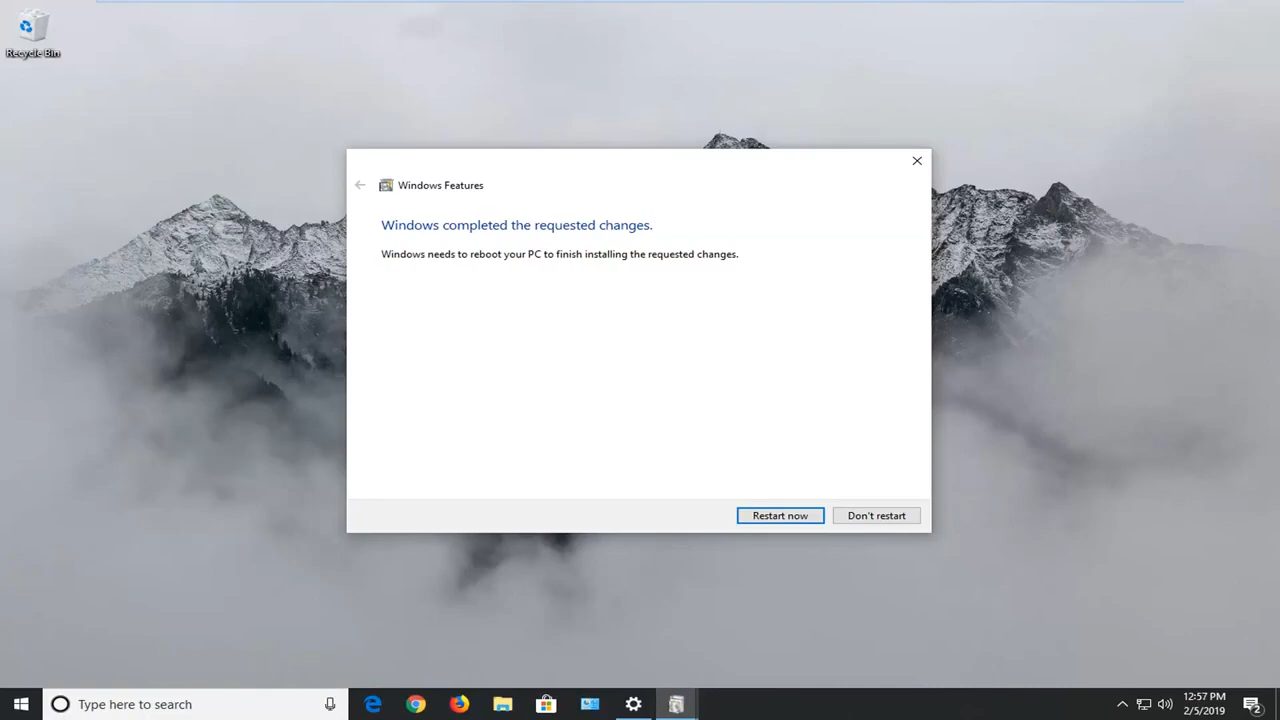 Recycle Bin
Windows Features
Windows completed the requested changes.
Windows needs to reboot your PC to finish installing the requested changes.
Restart now
Don't restart
Type here to search
12:57 PM
2/5/2019
2